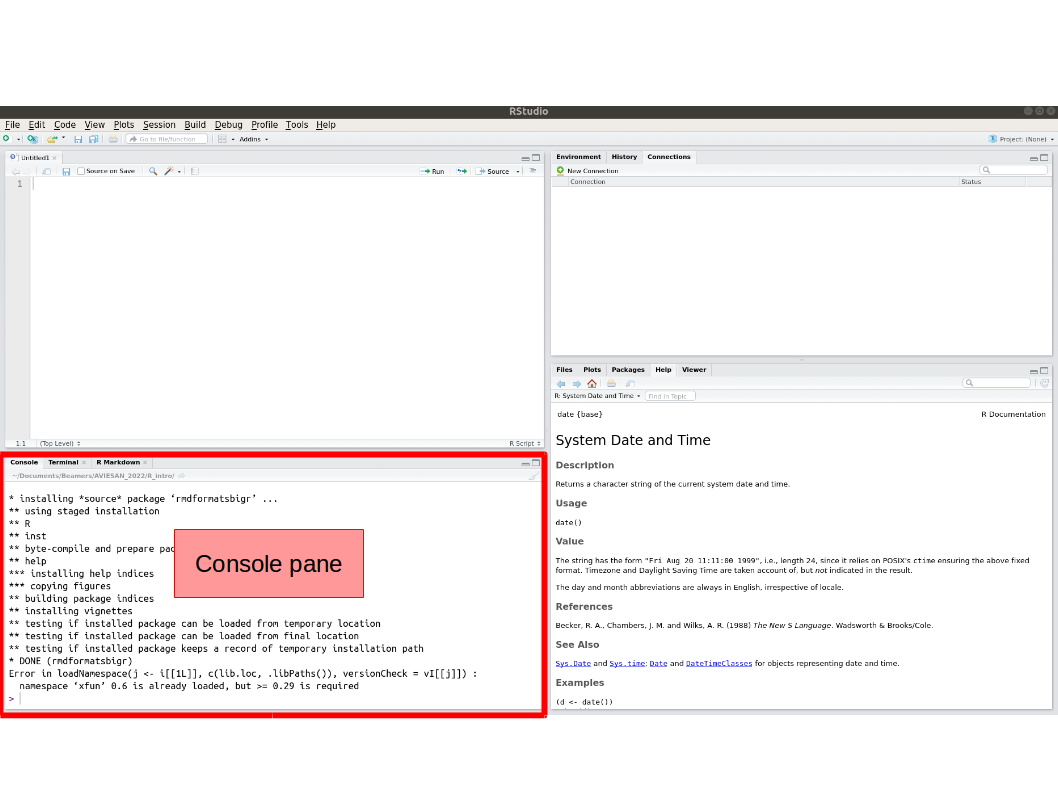 RStudio
File Edit Code View Plots Session Build Debug Profile Tools Help
Go to file/function Addins Project: (None)
Untitled1
Source on Save Run Source
1
1:1 (Top Level) R Script
Console Terminal R Markdown
~/Documents/Beamers/AVIESAN_2022/R_intro/
* installing *source* package ‘rmdformatsbigr’ ...
** using staged installation
** R
** inst
** byte-compile and prepare pac
** help
*** installing help indices
*** copying figures
** building package indices
** installing vignettes
** testing if installed package can be loaded from temporary location
** testing if installed package can be loaded from final location
** testing if installed package keeps a record of temporary installation path
* DONE (rmdformatsbigr)
Error in loadNamespace(j <- i[[1L]], c(lib.loc, .libPaths()), versionCheck = vI[[j]]) :
namespace ‘xfun’ 0.6 is already loaded, but >= 0.29 is required
>
Console pane
Environment History Connections
New Connection
Connection Status
Files Plots Packages Help Viewer
R: System Date and Time Find in Topic
date {base} R Documentation
System Date and Time
Description
Returns a character string of the current system date and time.
Usage
date()
Value
The string has the form "Fri Aug 20 11:11:00 1999", i.e., length 24, since it relies on POSIX's ctime ensuring the above fixed
format. Timezone and Daylight Saving Time are taken account of, but not indicated in the result.
The day and month abbreviations are always in English, irrespective of locale.
References
Becker, R. A., Chambers, J. M. and Wilks, A. R. (1988) The New S Language. Wadsworth & Brooks/Cole.
See Also
Sys.Date and Sys.time; Date and DateTimeClasses for objects representing date and time.
Examples
(d <- date())